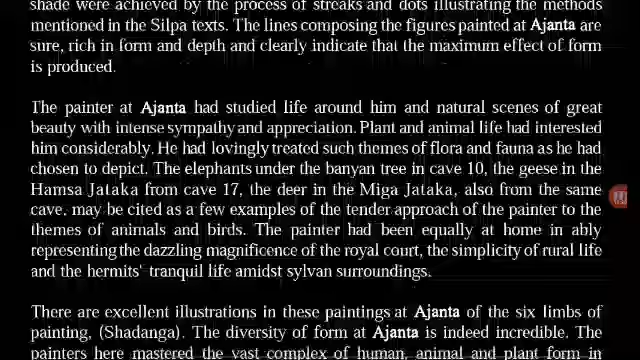 shade were achieved by the process of streaks and dots illustrating the methods
mentioned in the Silpa texts. The lines composing the figures painted at Ajanta are
sure, rich in form and depth and clearly indicate that the maximum effect of form
is produced.
The painter at Ajanta had studied life around him and natural scenes of great
beauty with intense sympathy and appreciation. Plant and animal life had interested
him considerably. He had lovingly treated such themes of flora and fauna as he had
chosen to depict. The elephants under the banyan tree in cave 10, the geese in the
Hamsa Jataka from cave 17, the deer in the Miga Jataka, also from the same
cave, may be cited as a few examples of the tender approach of the painter to the
themes of animals and birds. The painter had been equally at home in ably
representing the dazzling magnificence of the royal court, the simplicity of rural life
and the hermits' tranquil life amidst sylvan surroundings.
There are excellent illustrations in these paintings at Ajanta of the six limbs of
painting, (Shadanga). The diversity of form at Ajanta is indeed incredible. The
painters here mastered the vast complex of human, animal and plant form in